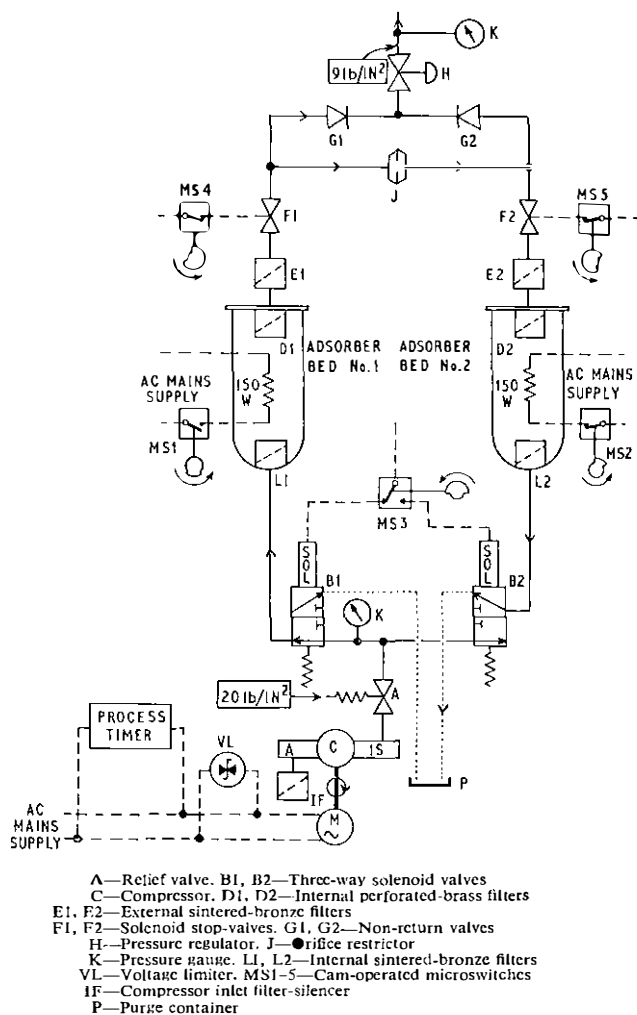 K
9lb/IN²
H
G1
G2
J
MS4
MS5
F1
F2
E1
E2
D1
ADSORBER
BED No.1
ADSORBER
BED No.2
D2
AC MAINS
SUPPLY
150
W
150
W
AC MAINS
SUPPLY
MS1
L1
MS2
L2
MS3
SOL
B1
SOL
B2
K
20lb/IN²
A
PROCESS
TIMER
VL
A
C
1S
IF
P
M
AC
MAINS
SUPPLY
A—Relief valve. B1, B2—Three-way solenoid valves
C—Compressor. D1, D2—Internal perforated-brass filters
E1, E2—External sintered-bronze filters
F1, F2—Solenoid stop-valves. G1, G2—Non-return valves
H—Pressure regulator. J—Orifice restrictor
K—Pressure gauge. L1, L2—Internal sintered-bronze filters
VL—Voltage limiter. MS1-5—Cam-operated microswitches
IF—Compressor inlet filter-silencer
P—Purge container